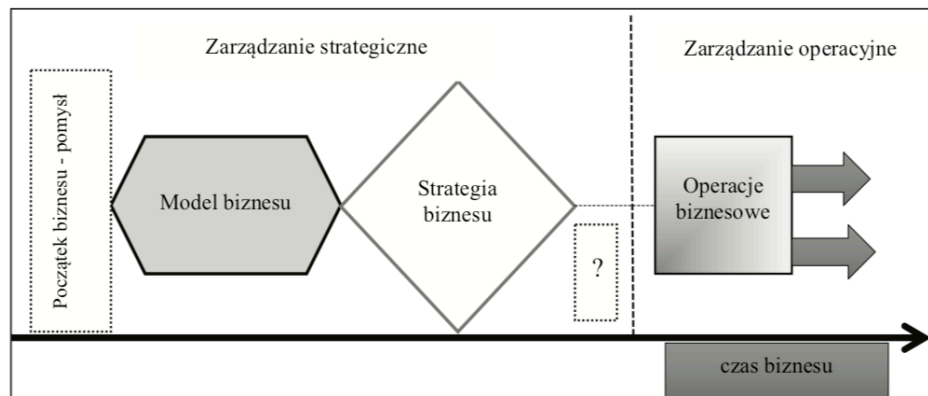 Zarządzanie strategiczne
Zarządzanie operacyjne
Początek biznesu - pomysł
Model biznesu
Strategia
biznesu
?
Operacje
biznesowe
czas biznesu